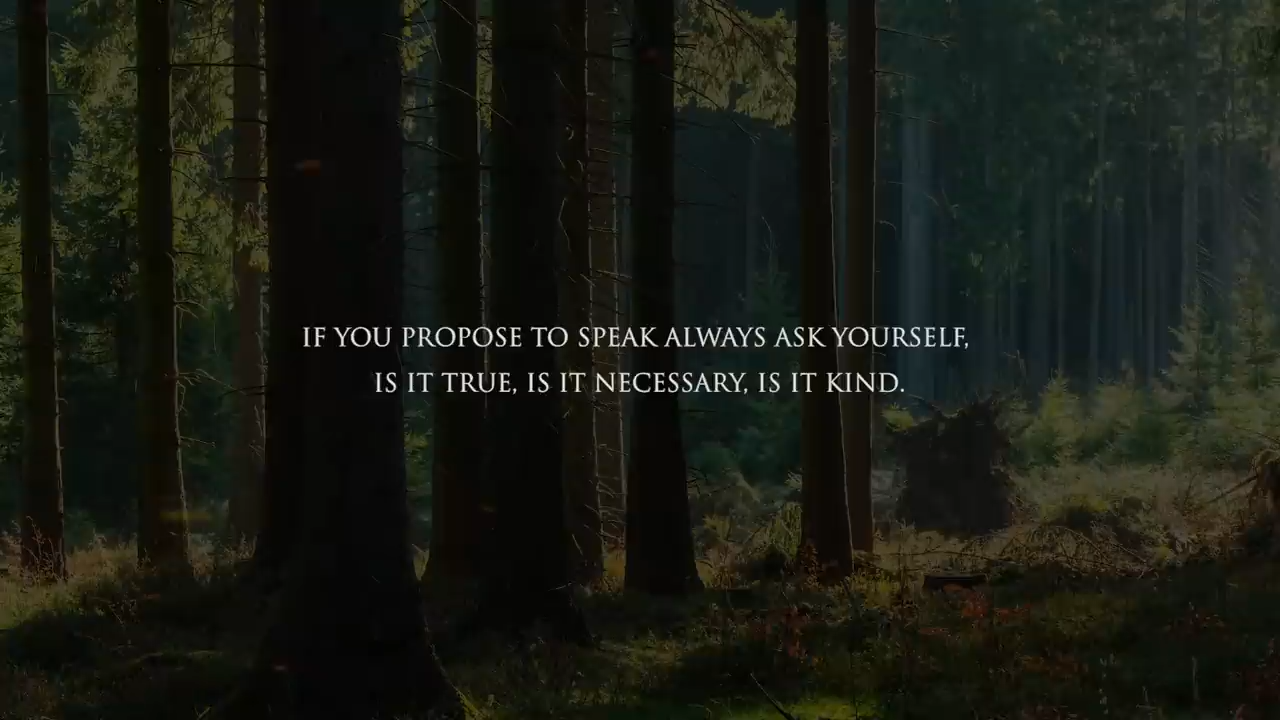 IF YOU PROPOSE TO SPEAK ALWAYS ASK YOURSELF,
IS IT TRUE, IS IT NECESSARY, IS IT KIND.